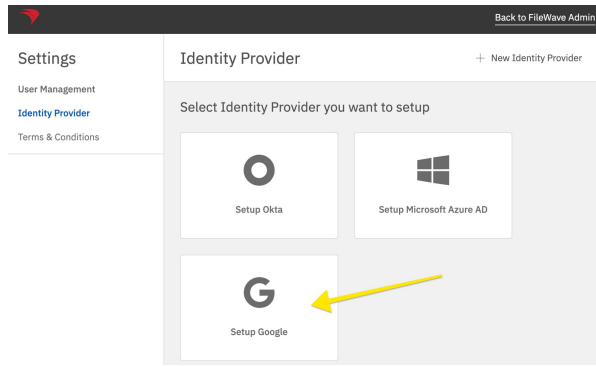 Back to FileWave Admin
Settings
User Management
Identity Provider
Terms & Conditions
Identity Provider
+ New Identity Provider
Select Identity Provider you want to setup
Setup Okta
Setup Microsoft Azure AD
Setup Google